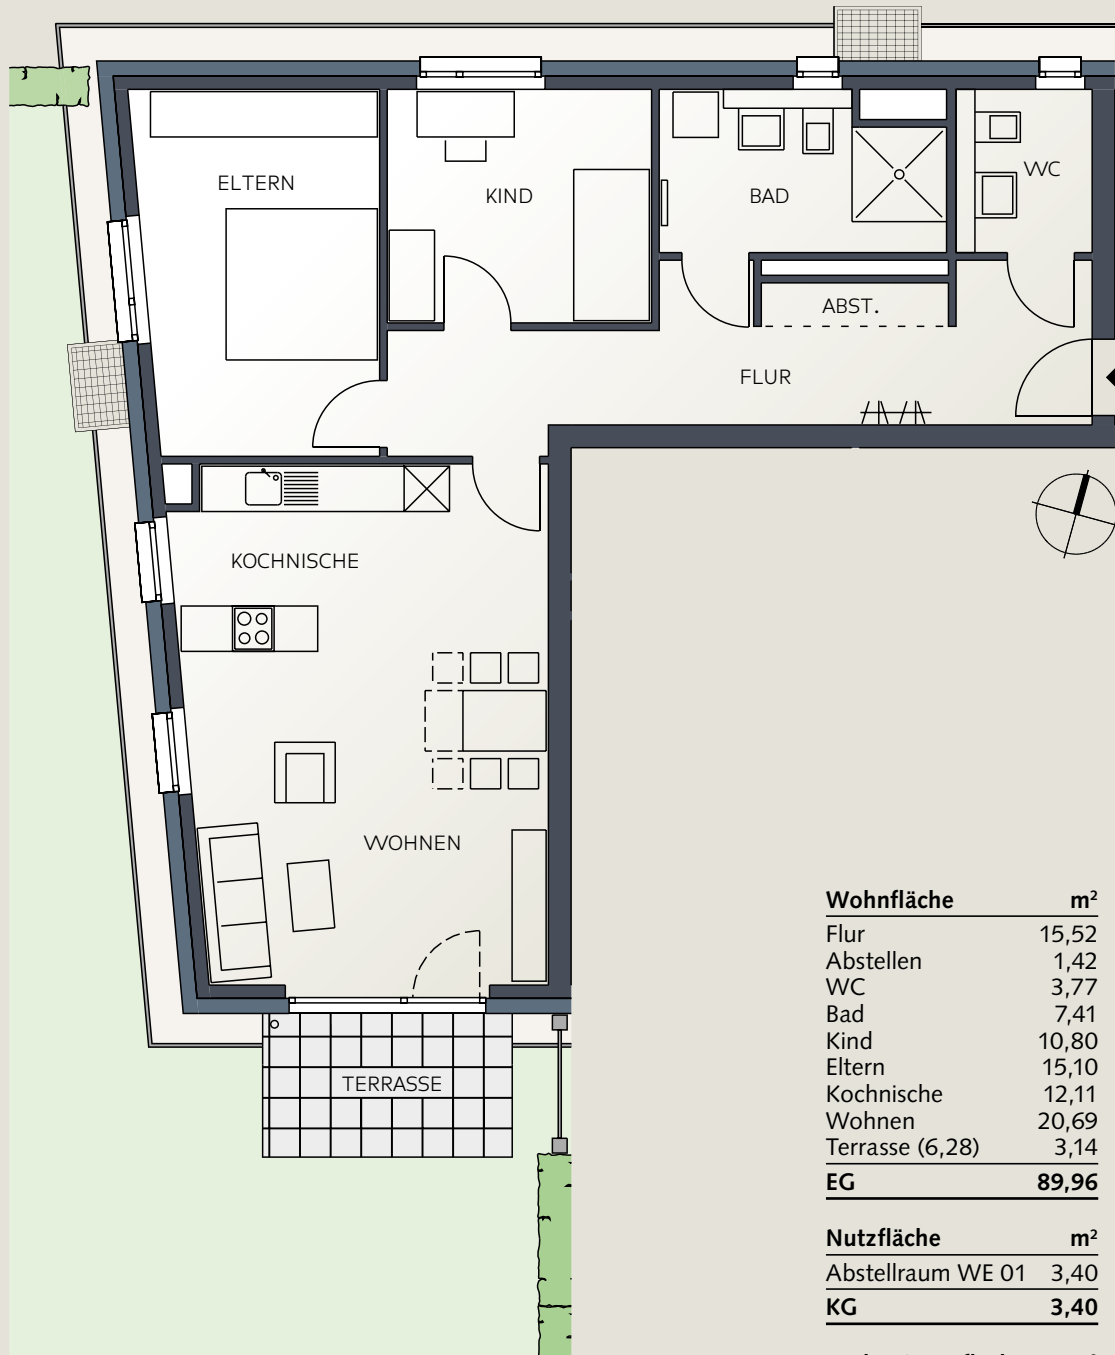 ELTERN
KIND
BAD
WC
ABST.
FLUR
KOCHNISCHE
WOHNEN
TERRASSE
Wohnfläche m²
Flur 15,52
Abstellen 1,42
WC 3,77
Bad 7,41
Kind 10,80
Eltern 15,10
Kochnische 12,11
Wohnen 20,69
Terrasse (6,28) 3,14
EG 89,96
Nutzfläche m²
Abstellraum WE 01 3,40
KG 3,40